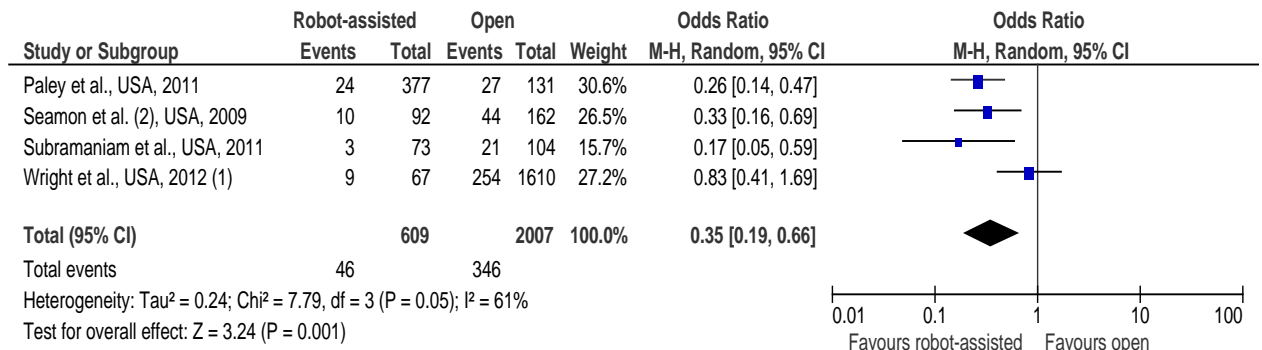 Robot-assisted Open Odds Ratio Odds Ratio
Study or Subgroup Events Total Events Total Weight M-H, Random, 95% CI M-H, Random, 95% CI
Paley et al., USA, 2011 24 377 27 131 30.6% 0.26 [0.14, 0.47]
Seamon et al. (2), USA, 2009 10 92 44 162 26.5% 0.33 [0.16, 0.69]
Subramaniam et al., USA, 2011 3 73 21 104 15.7% 0.17 [0.05, 0.59]
Wright et al., USA, 2012 (1) 9 67 254 1610 27.2% 0.83 [0.41, 1.69]
Total (95% CI) 609 2007 100.0% 0.35 [0.19, 0.66]
Total events 46 346
Heterogeneity: Tau² = 0.24; Chi² = 7.79, df = 3 (P = 0.05); I² = 61%
Test for overall effect: Z = 3.24 (P = 0.001)
0.01 0.1 1 10 100
Favours robot-assisted Favours open